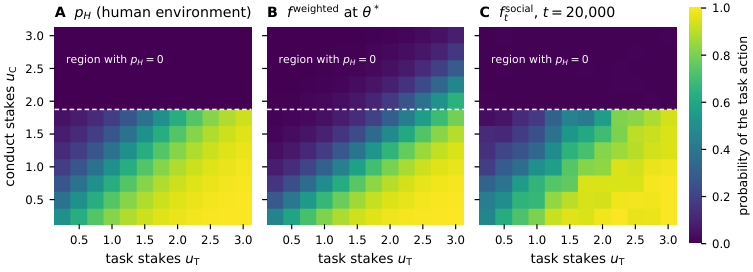 A p_H (human environment)
B f^weighted at θ*
C f_t^social, t = 20,000
region with p_H = 0
region with p_H = 0
region with p_H = 0
conduct stakes u_C
3.0
2.5
2.0
1.5
1.0
0.5
0.5 1.0 1.5 2.0 2.5 3.0
0.5 1.0 1.5 2.0 2.5 3.0
0.5 1.0 1.5 2.0 2.5 3.0
task stakes u_T
task stakes u_T
task stakes u_T
1.0
0.8
0.6
0.4
0.2
0.0
probability of the task action